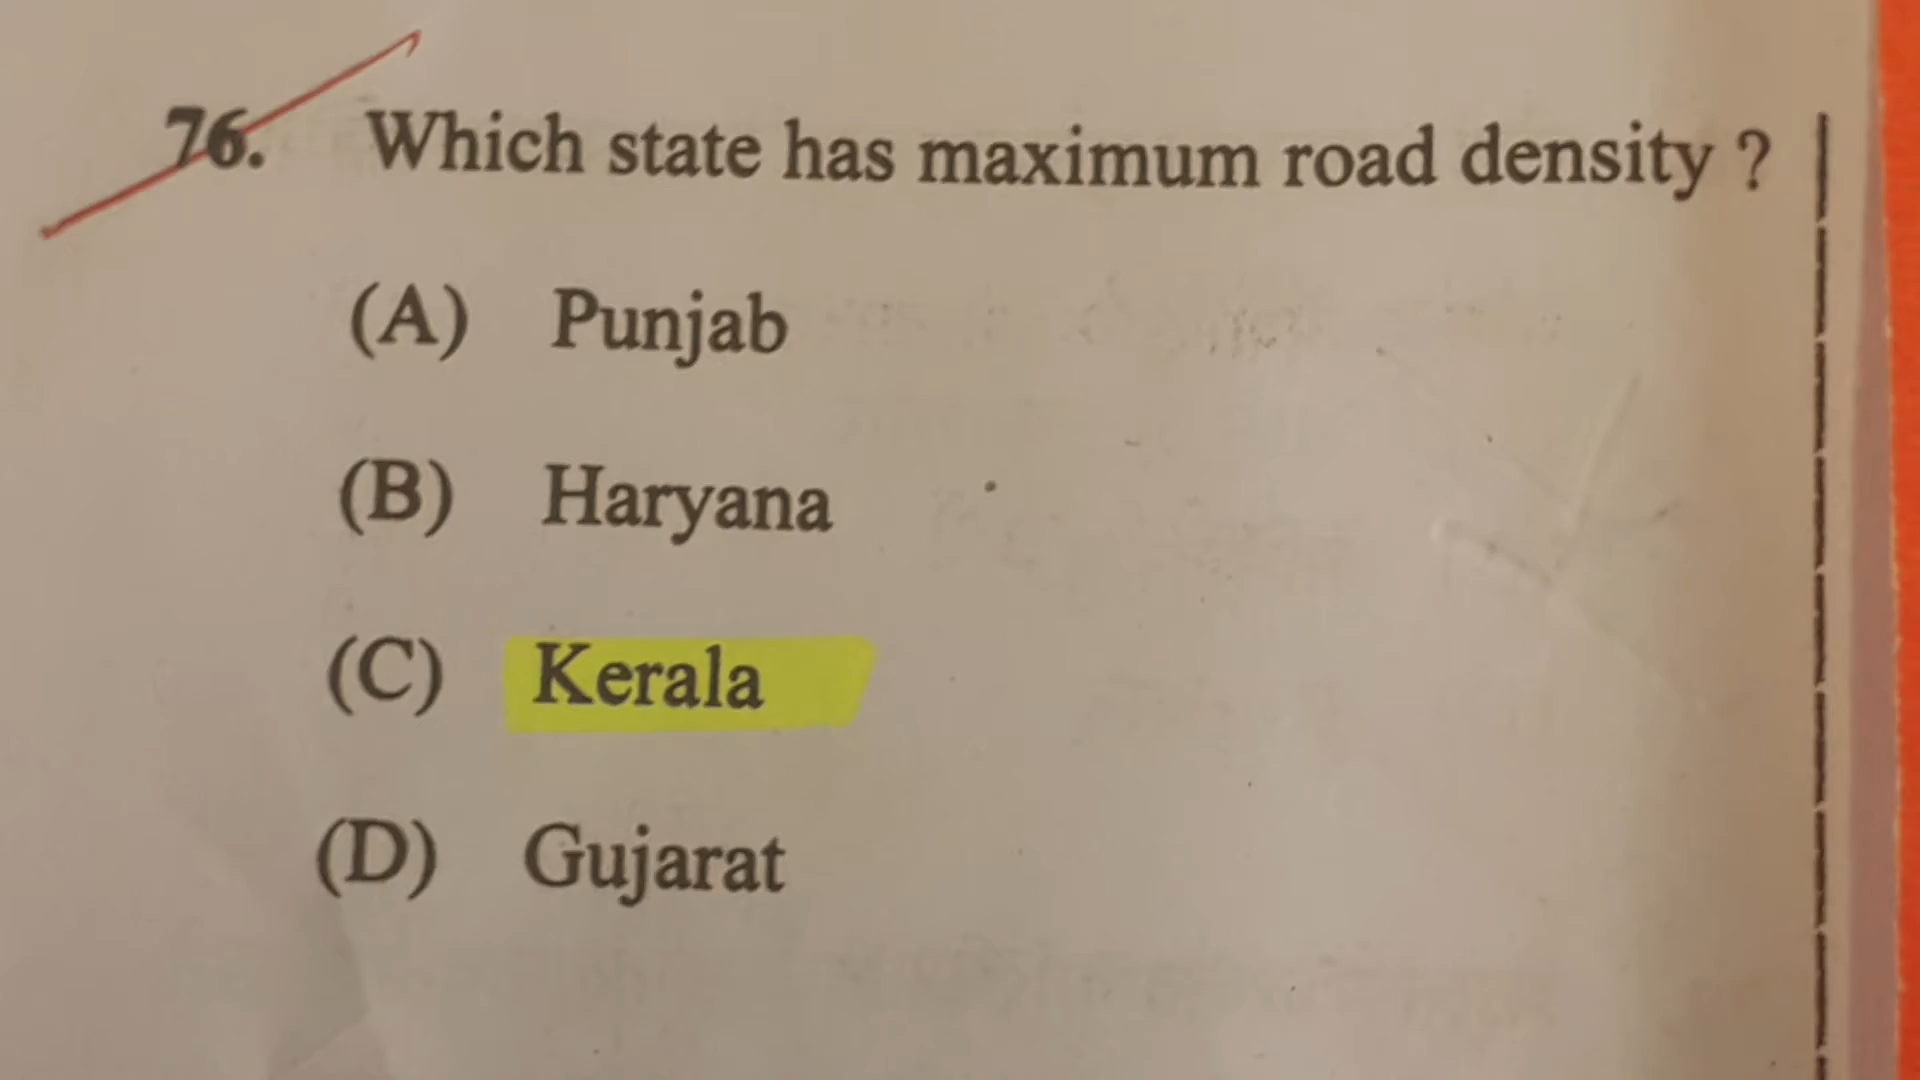 76. Which state has maximum road density ?
(A) Punjab
(B) Haryana
(C) Kerala
(D) Gujarat